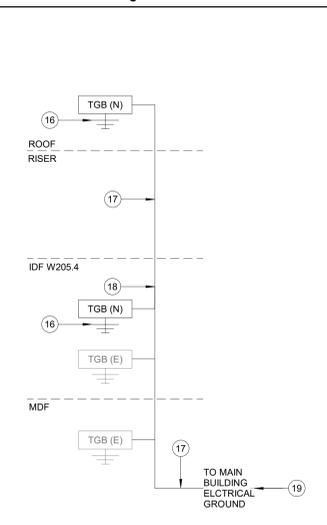 TGB (N)
16
ROOF
RISER
17
IDF W205.4
18
TGB (N)
16
TGB (E)
MDF
TGB (E)
17
TO MAIN
BUILDING
ELCTRICAL
GROUND
19